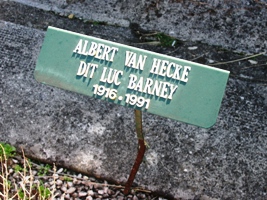 ALBERT VAN HECKE
DIT LUC BARNEY
1916-1991